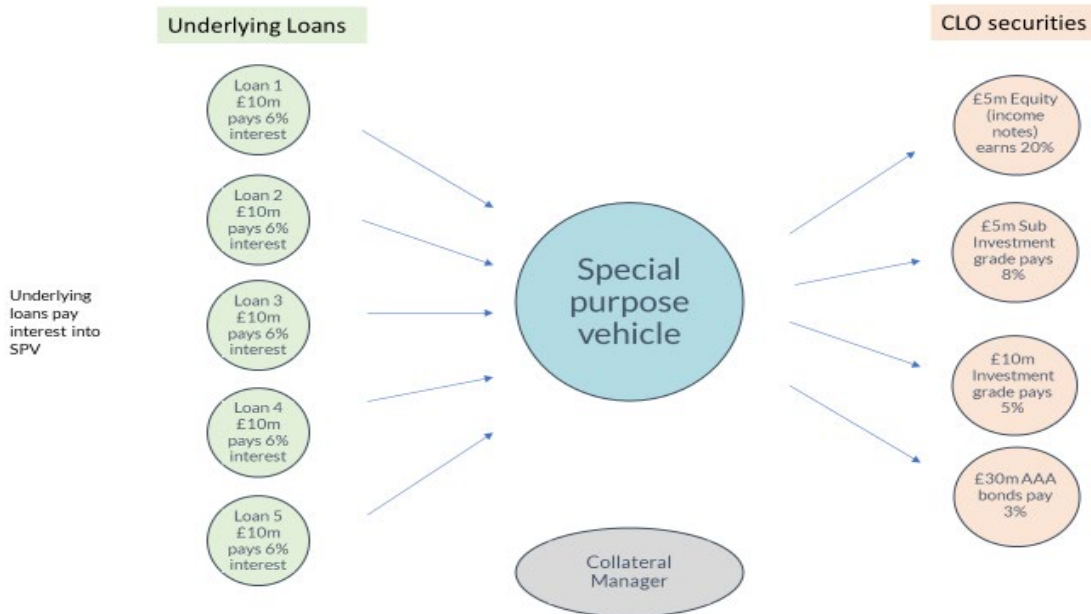 Underlying Loans
CLO securities
Loan 1
£10m
pays 6%
interest
Loan 2
£10m
pays 6%
interest
Loan 3
£10m
pays 6%
interest
Loan 4
£10m
pays 6%
interest
Loan 5
£10m
pays 6%
interest
Underlying
loans pay
interest into
SPV
Special
purpose
vehicle
Collateral
Manager
£5m Equity
(income
notes)
earns 20%
£5m Sub
Investment
grade pays
8%
£10m
Investment
grade pays
5%
£30m AAA
bonds pay
3%